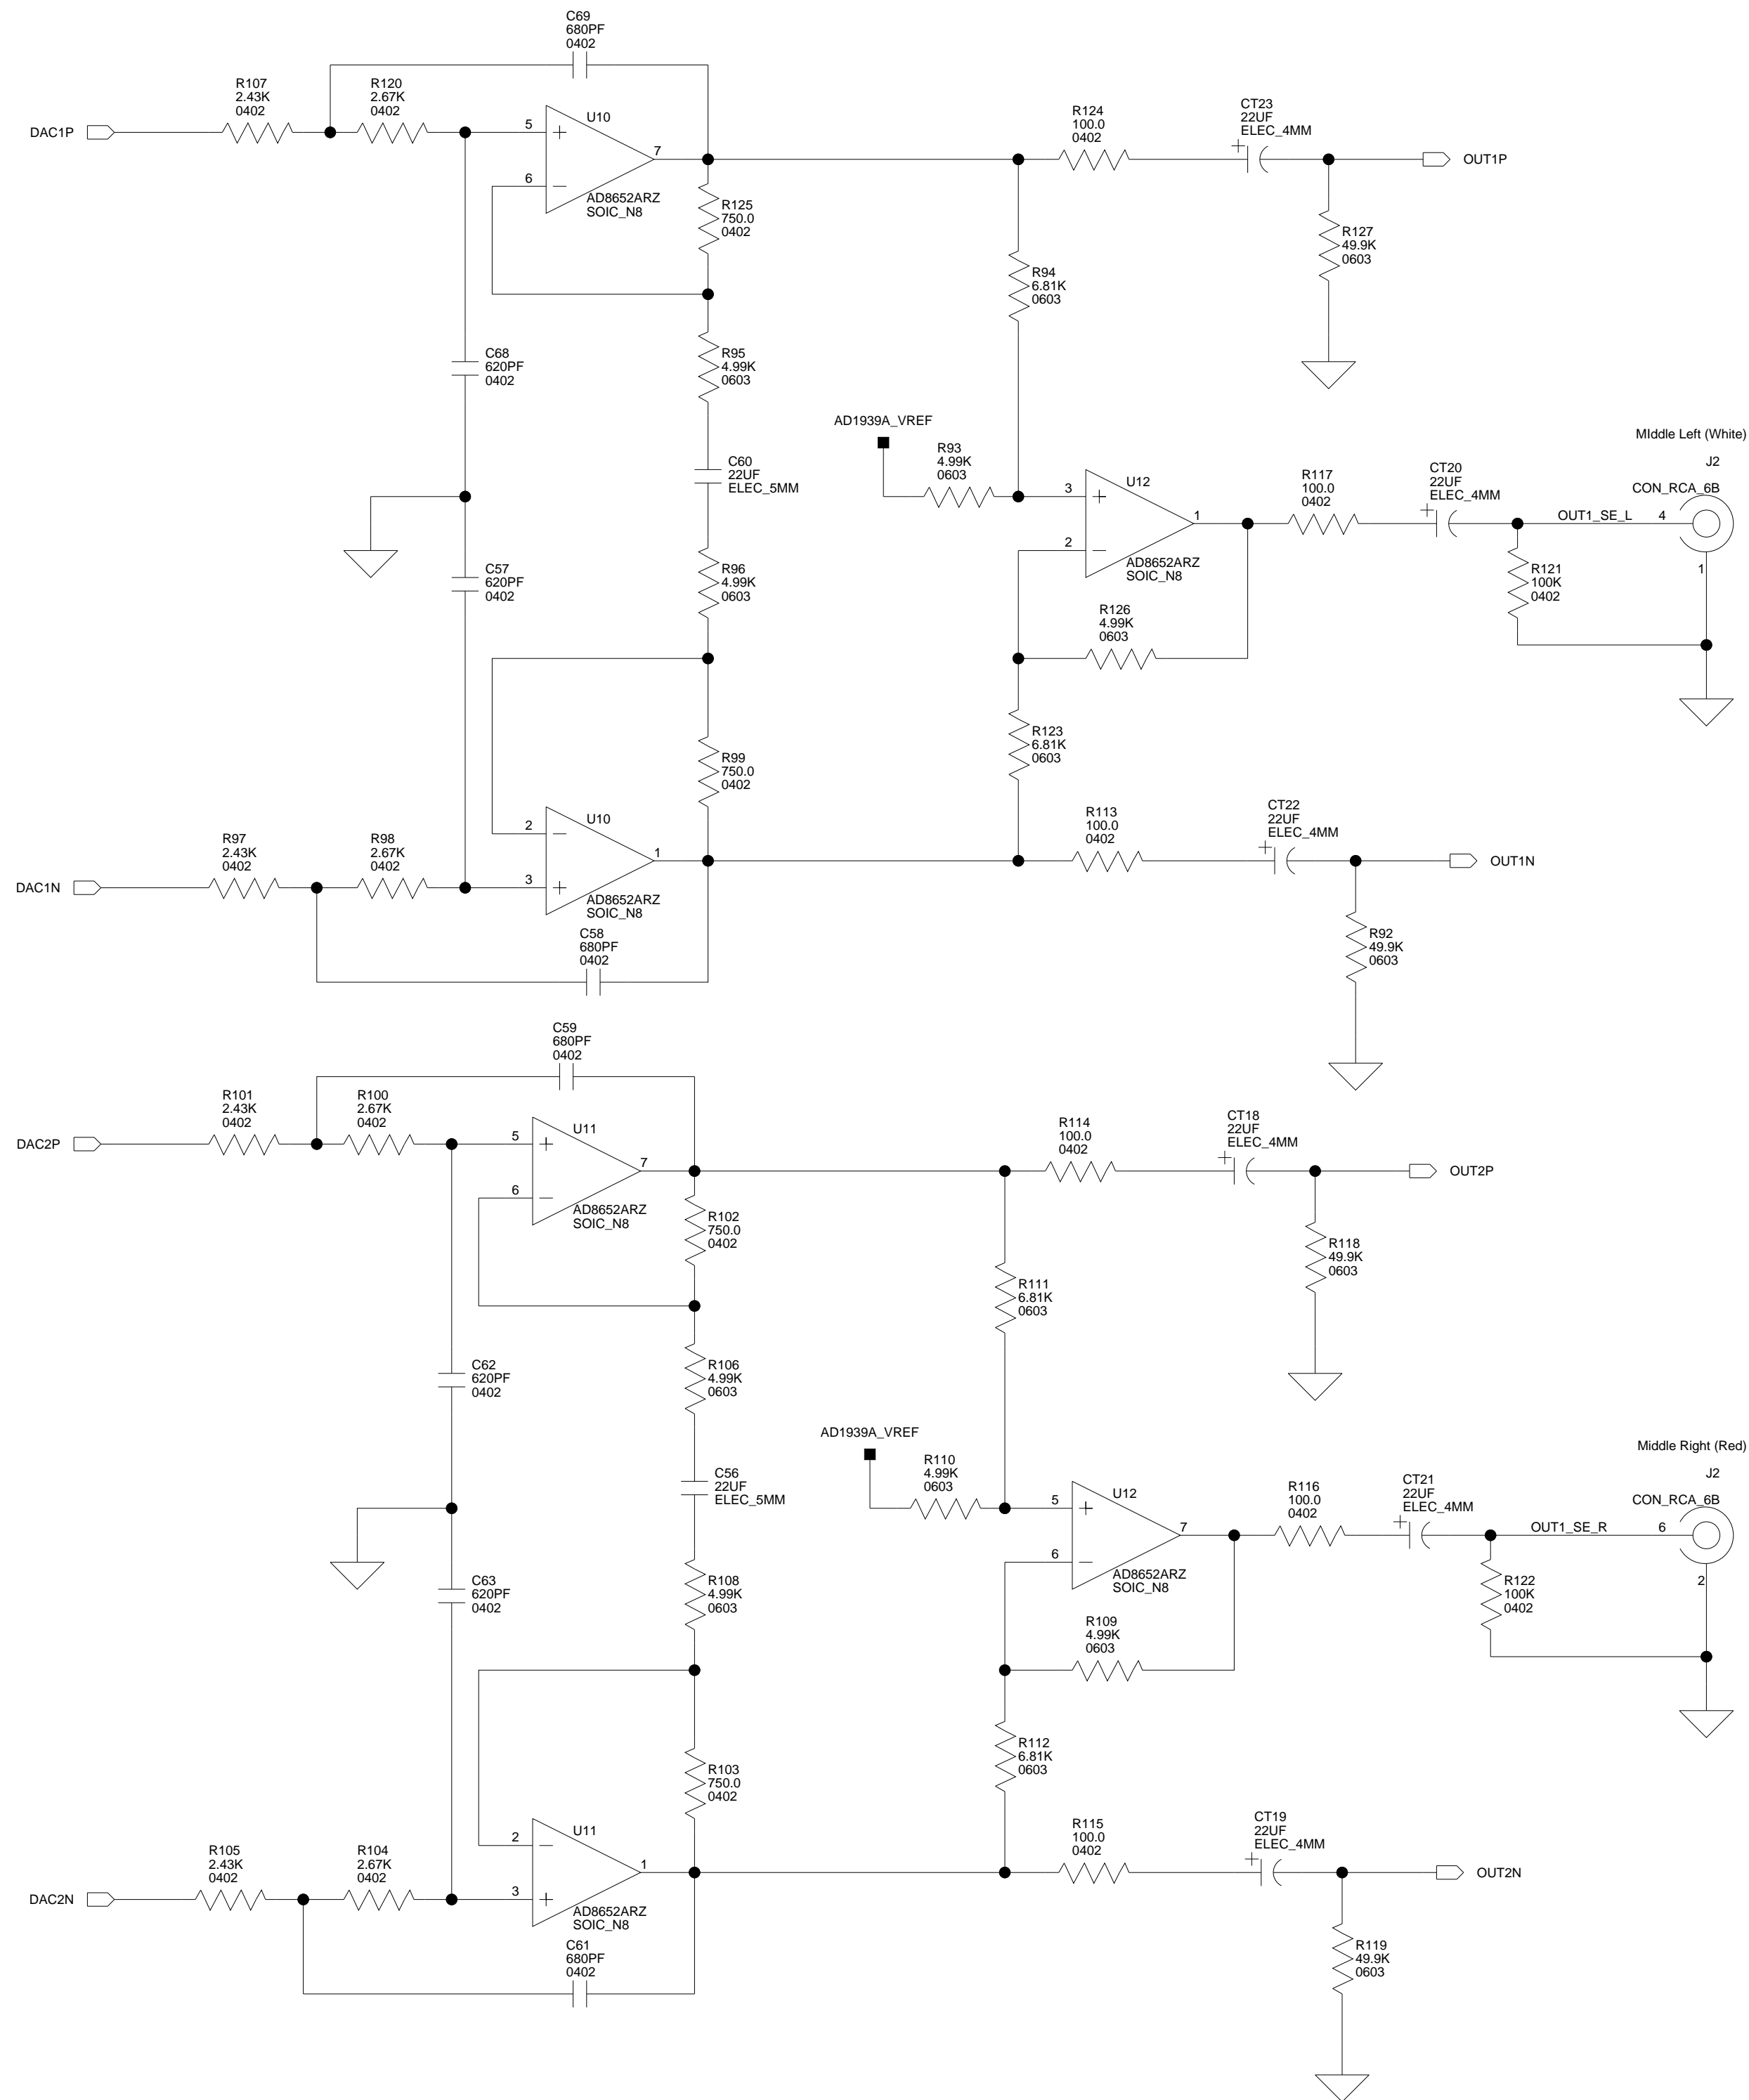 C69
680PF
0402
R107
2.43K
0402
R120
2.67K
0402
DAC1P
5
+
U10
7
6
−
AD8652ARZ
SOIC_N8
R125
750.0
0402
R124
100.0
0402
CT23
22UF
ELEC_4MM
+
OUT1P
R127
49.9K
0603
R94
6.81K
0603
C68
620PF
0402
R95
4.99K
0603
C60
22UF
ELEC_5MM
AD1939A_VREF
R93
4.99K
0603
3
+
U12
1
2
−
AD8652ARZ
SOIC_N8
R117
100.0
0402
CT20
22UF
ELEC_4MM
+
MIddle Left (White)
J2
CON_RCA_6B
OUT1_SE_L
4
1
R121
100K
0402
C57
620PF
0402
R96
4.99K
0603
R126
4.99K
0603
R123
6.81K
0603
R99
750.0
0402
R97
2.43K
0402
R98
2.67K
0402
DAC1N
2
−
U10
1
3
+
AD8652ARZ
SOIC_N8
C58
680PF
0402
R113
100.0
0402
CT22
22UF
ELEC_4MM
+
OUT1N
R92
49.9K
0603
C59
680PF
0402
R101
2.43K
0402
R100
2.67K
0402
DAC2P
5
+
U11
7
6
−
AD8652ARZ
SOIC_N8
R102
750.0
0402
R114
100.0
0402
CT18
22UF
ELEC_4MM
+
OUT2P
R118
49.9K
0603
R111
6.81K
0603
C62
620PF
0402
R106
4.99K
0603
C56
22UF
ELEC_5MM
AD1939A_VREF
R110
4.99K
0603
5
+
U12
7
6
−
AD8652ARZ
SOIC_N8
R116
100.0
0402
CT21
22UF
ELEC_4MM
+
Middle Right (Red)
J2
CON_RCA_6B
OUT1_SE_R
6
2
R122
100K
0402
C63
620PF
0402
R108
4.99K
0603
R109
4.99K
0603
R112
6.81K
0603
R103
750.0
0402
R105
2.43K
0402
R104
2.67K
0402
DAC2N
2
−
U11
1
3
+
AD8652ARZ
SOIC_N8
C61
680PF
0402
R115
100.0
0402
CT19
22UF
ELEC_4MM
+
OUT2N
R119
49.9K
0603